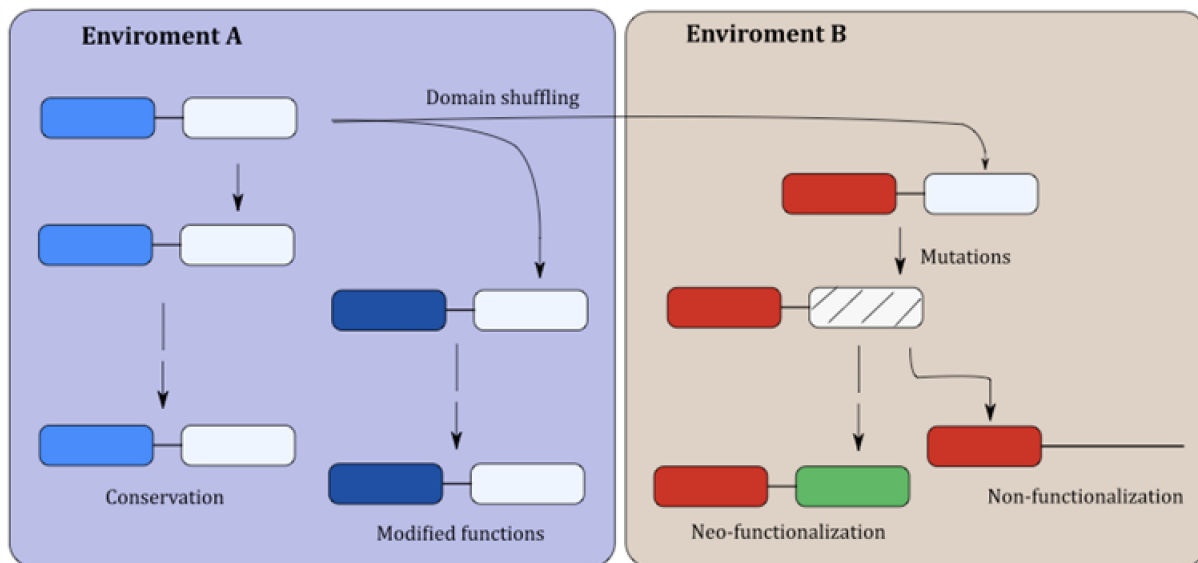 Enviroment A
Enviroment B
Domain shuffling
Mutations
Conservation
Modified functions
Neo-functionalization
Non-functionalization